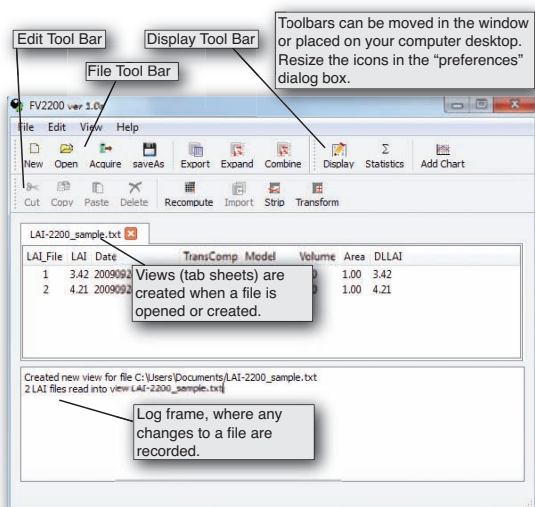 Toolbars can be moved in the window
or placed on your computer desktop.
Resize the icons in the “preferences”
dialog box.
Edit Tool Bar
Display Tool Bar
File Tool Bar
FV2200 ver 1.0
File Edit View Help
New Open Acquire saveAs Export Expand Combine Display Statistics Add Chart
Cut Copy Paste Delete Recompute Import Strip Transform
LAI-2200_sample.txt
LAI_File LAI Date TransComp Model Volume Area DLLAI
1 3.42 2009092 1.00 3.42
2 4.21 2009092 1.00 4.21
Views (tab sheets) are
created when a file is
opened or created.
Created new view for file C:\Users\Documents/LAI-2200_sample.txt
2 LAI files read into view LAI-2200_sample.txt
Log frame, where any
changes to a file are
recorded.